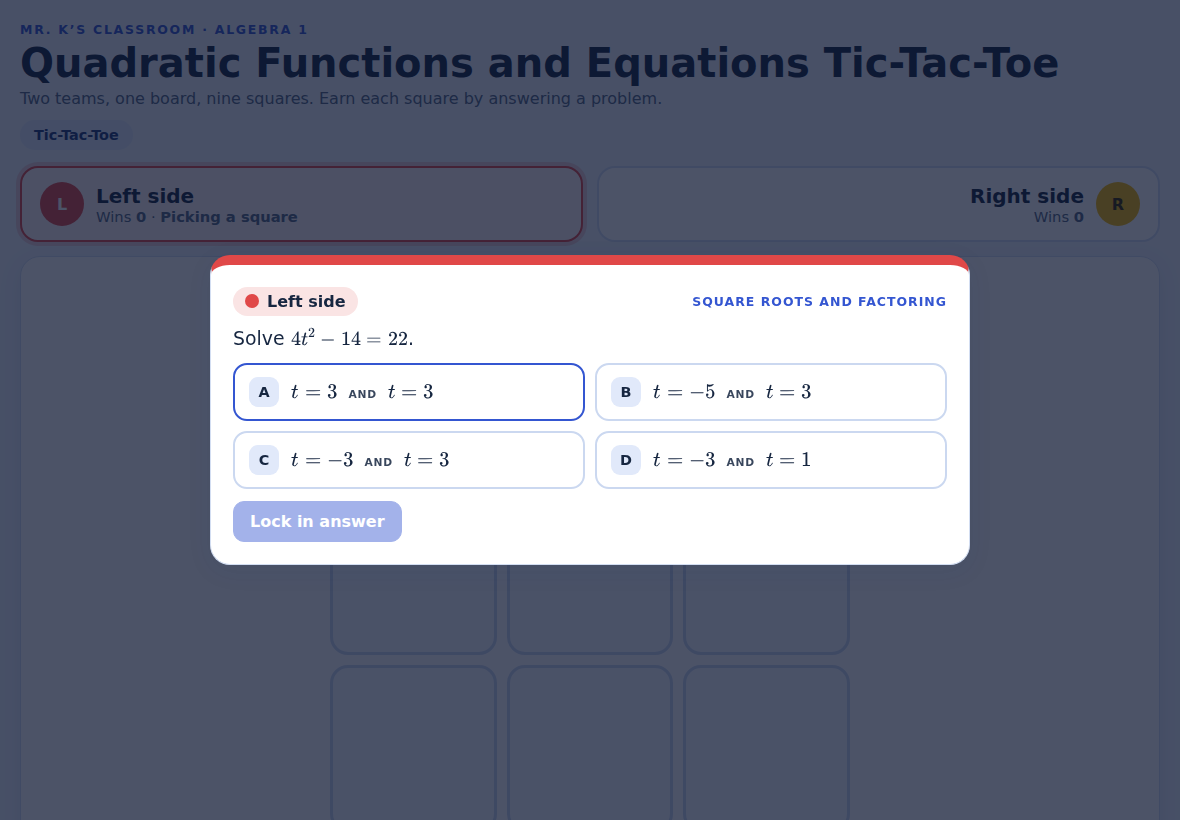 MR. K’S CLASSROOM · ALGEBRA 1
Quadratic Functions and Equations Tic-Tac-Toe
Two teams, one board, nine squares. Earn each square by answering a problem.
Tic-Tac-Toe
L
Left side
Wins 0 · Picking a square
Right side
Wins 0
R
Left side
SQUARE ROOTS AND FACTORING
Solve 4t² − 14 = 22.
A t = 3 AND t = 3
B t = −5 AND t = 3
C t = −3 AND t = 3
D t = −3 AND t = 1
Lock in answer